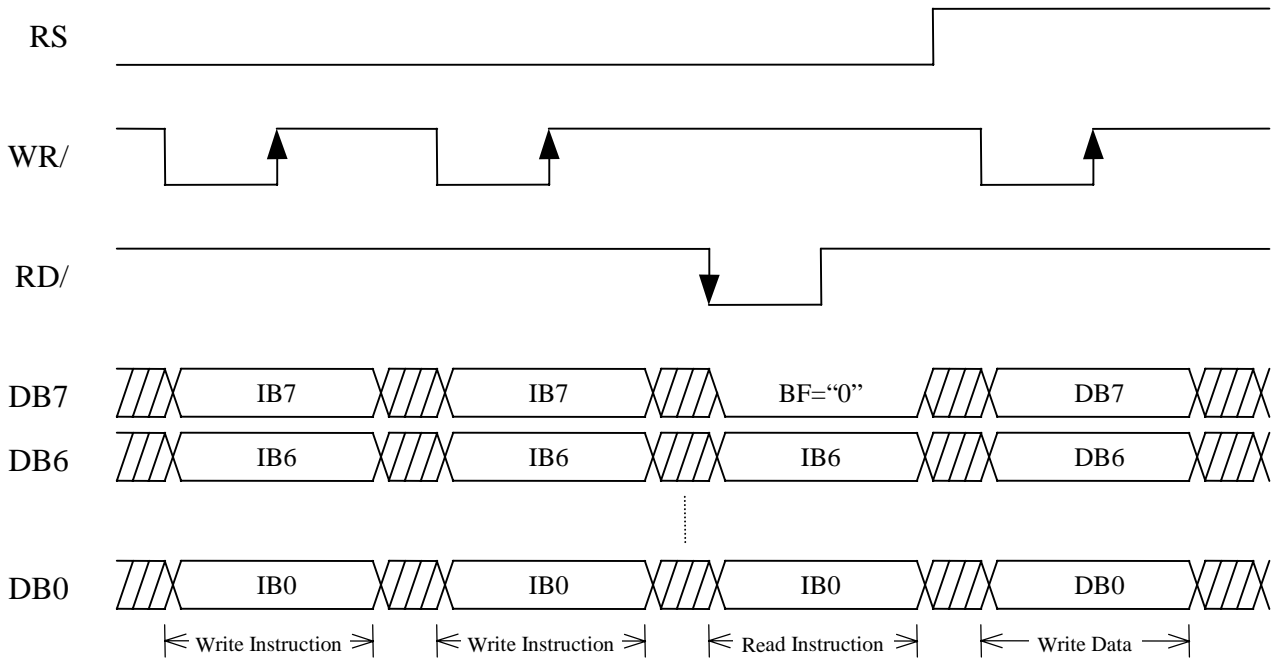 RS
WR/
RD/
DB7 IB7 IB7 BF=“0” DB7
DB6 IB6 IB6 IB6 DB6
DB0 IB0 IB0 IB0 DB0
Write Instruction Write Instruction Read Instruction Write Data